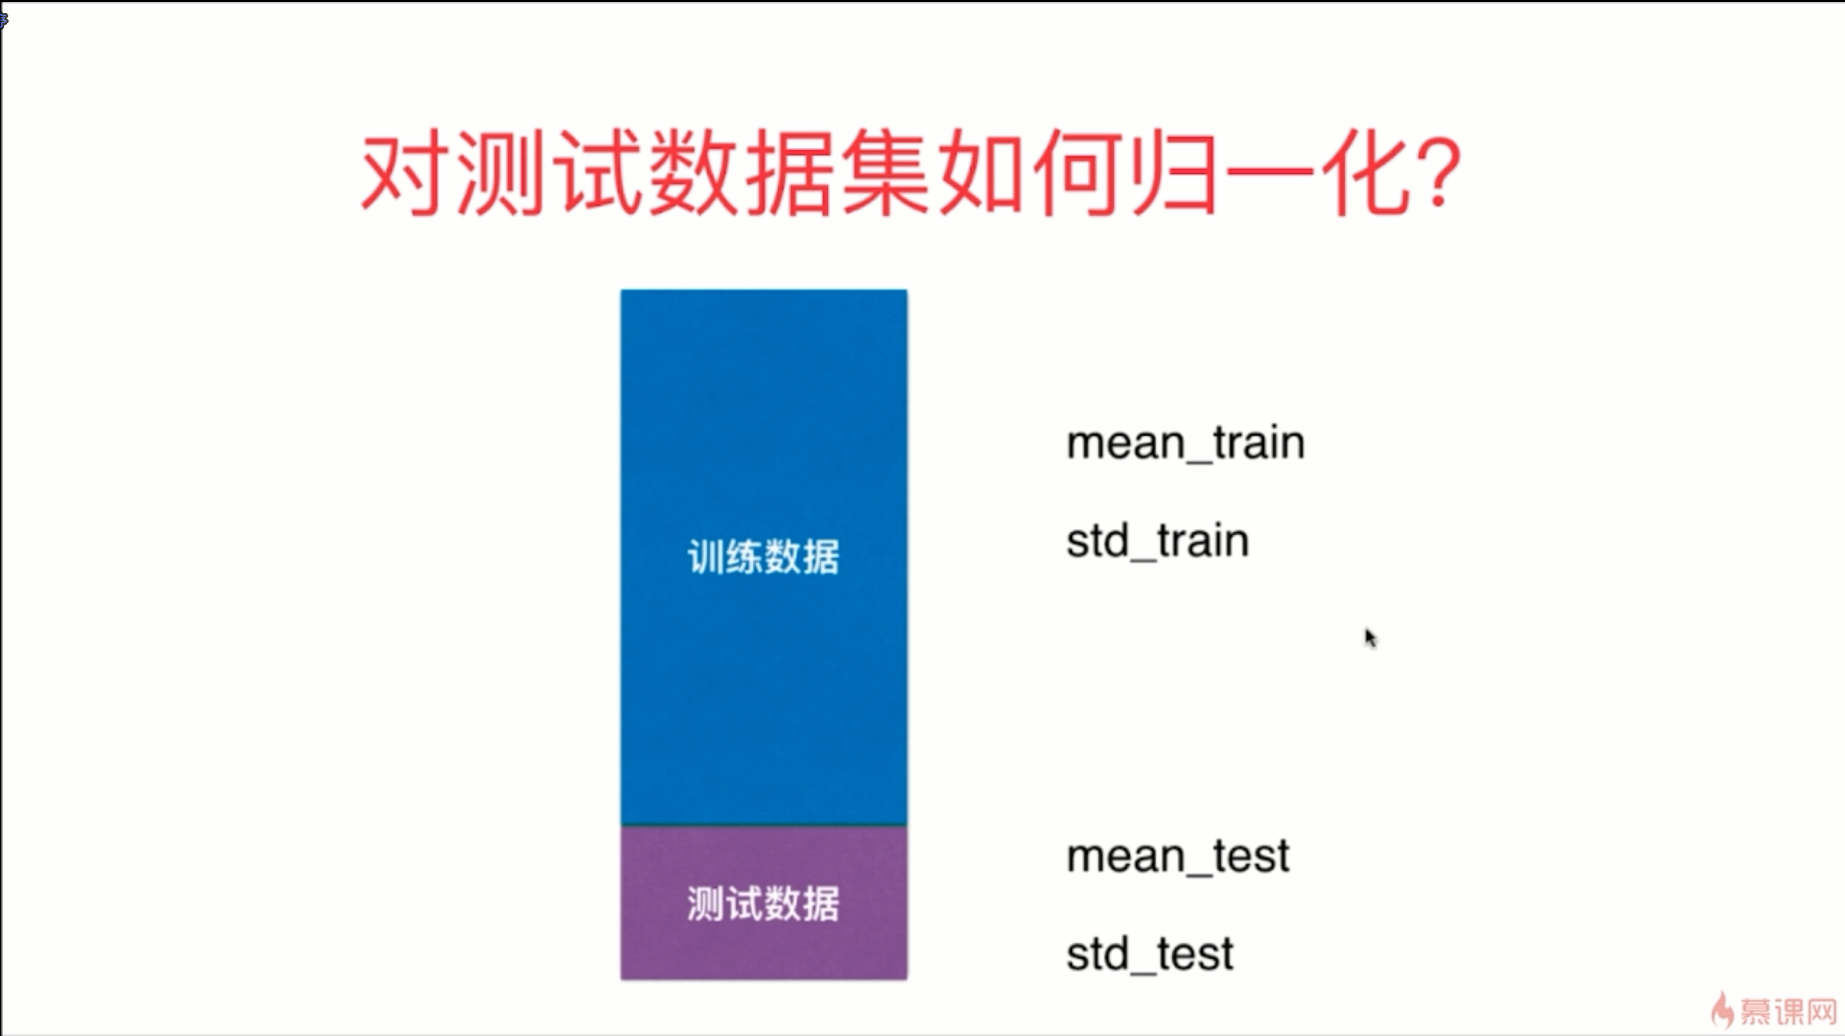 对测试数据集如何归一化?
训练数据
mean_train
std_train
测试数据
mean_test
std_test
慕课网